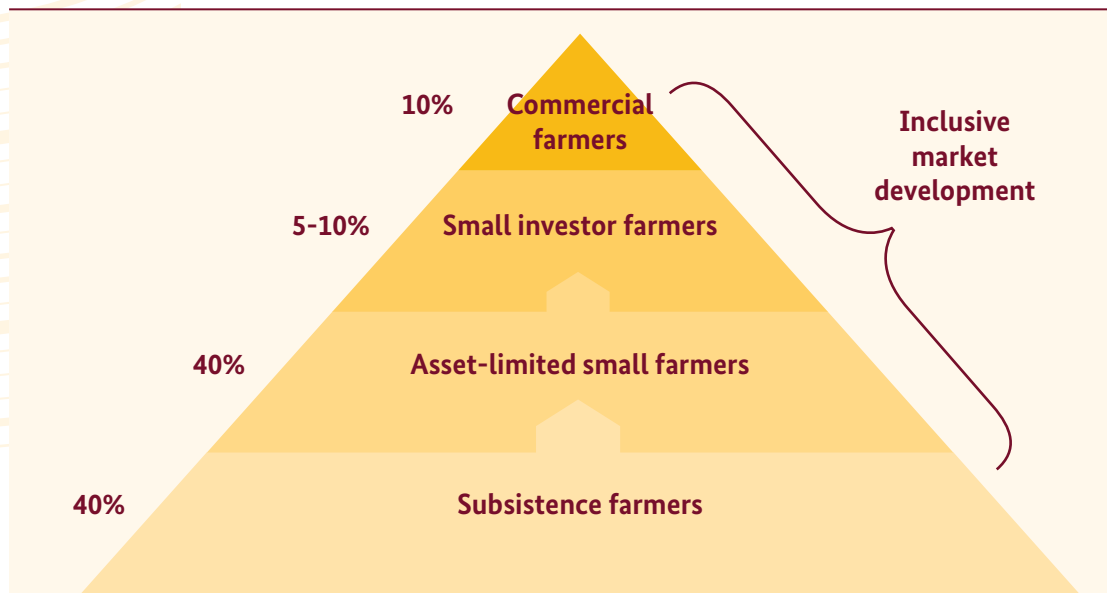 10%
Commercial
farmers
Inclusive
market
development
5-10%
Small investor farmers
40%
Asset-limited small farmers
40%
Subsistence farmers